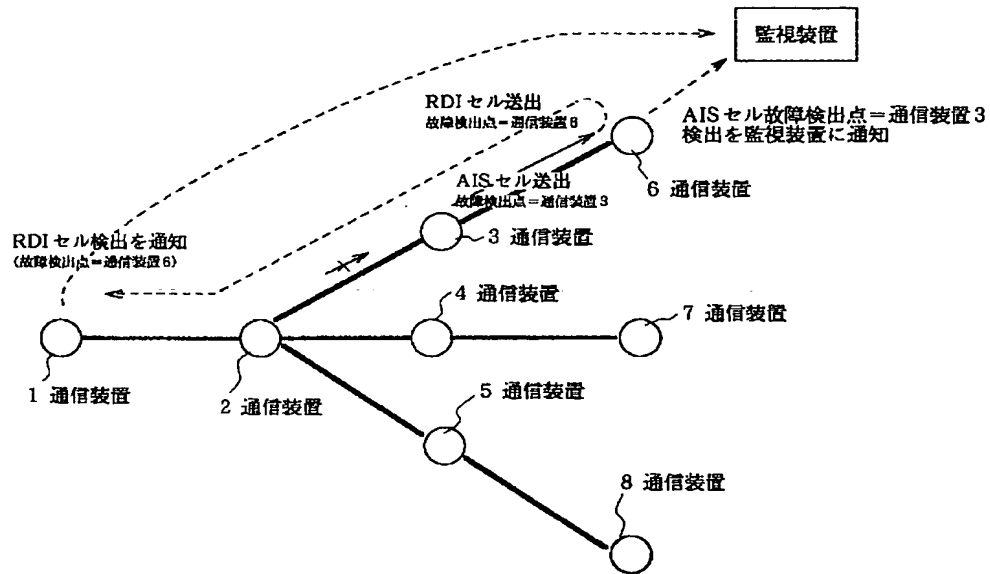 監視装置
RDIセル送出
故障検出点=通信装置6
AISセル故障検出点=通信装置3
検出を監視装置に通知
AISセル送出
故障検出点=通信装置3
6 通信装置
3 通信装置
RDIセル検出を通知
(故障検出点=通信装置6)
4 通信装置
7 通信装置
1 通信装置
2 通信装置
5 通信装置
8 通信装置